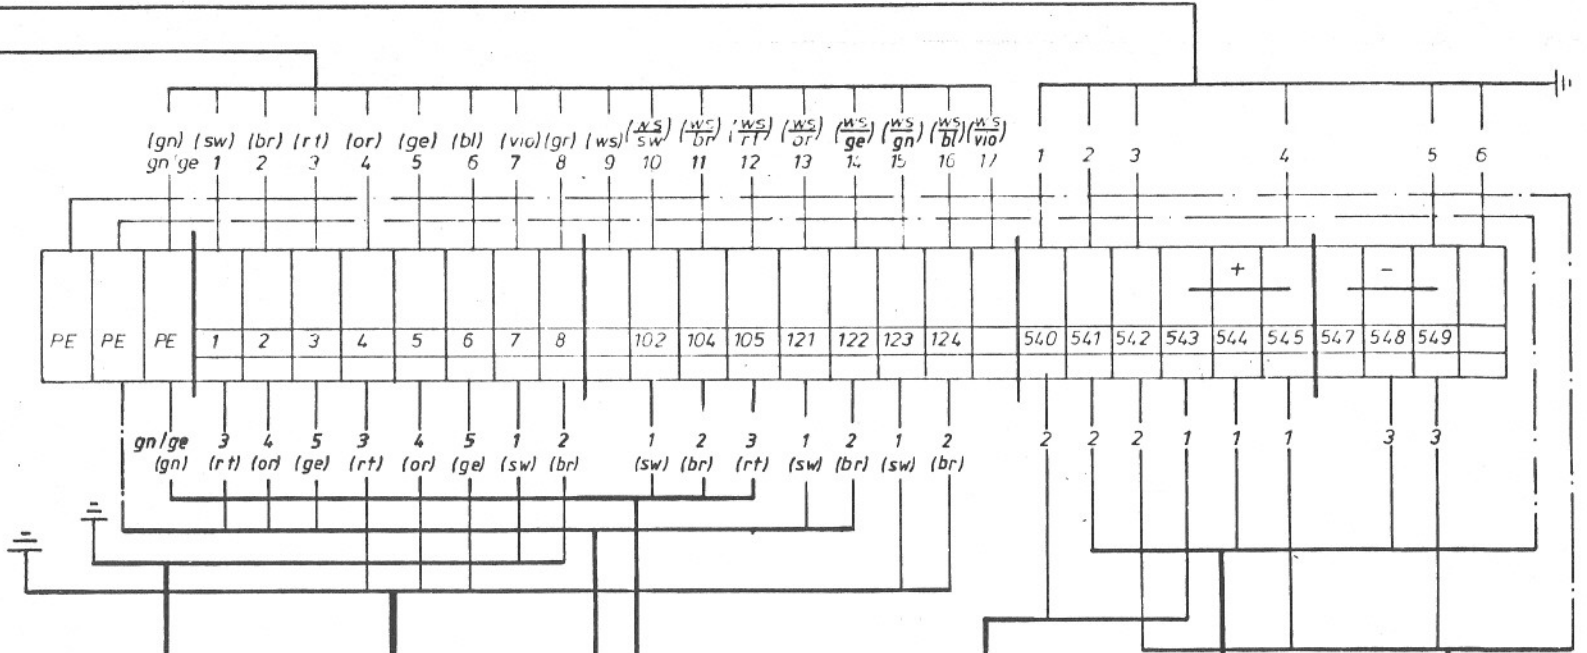 (gn) (sw) (br) (rt) (or) (ge) (bl) (vio) (gr) (ws) (ws/sw) (ws/br) (ws/rt) (ws/or) (ws/ge) (ws/gn) (ws/bl) (ws/vio)
gn ge 1 2 3 4 5 6 7 8 9 10 11 12 13 14 15 16 17 1 2 3 4 5 6
+ -
PE PE PE 1 2 3 4 5 6 7 8 102 104 105 121 122 123 124 540 541 542 543 544 545 547 548 549
gn/ge 3 4 5 3 4 5 1 2 1 2 3 1 2 1 2 2 2 2 1 1 1 3 3
(gn) (rt) (or) (ge) (rt) (or) (ge) (sw) (br) (sw) (br) (rt) (sw) (br) (sw) (br)